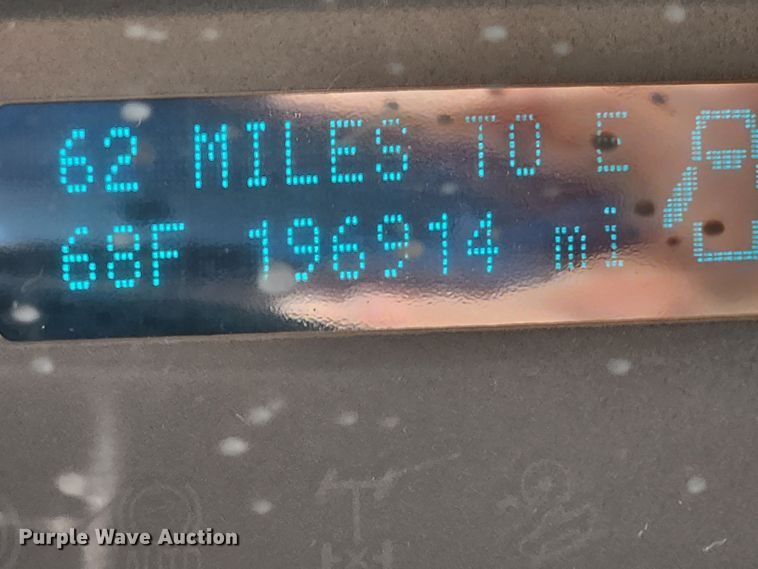 62 MILES TO E
68F 196914 mi
Purple Wave Auction